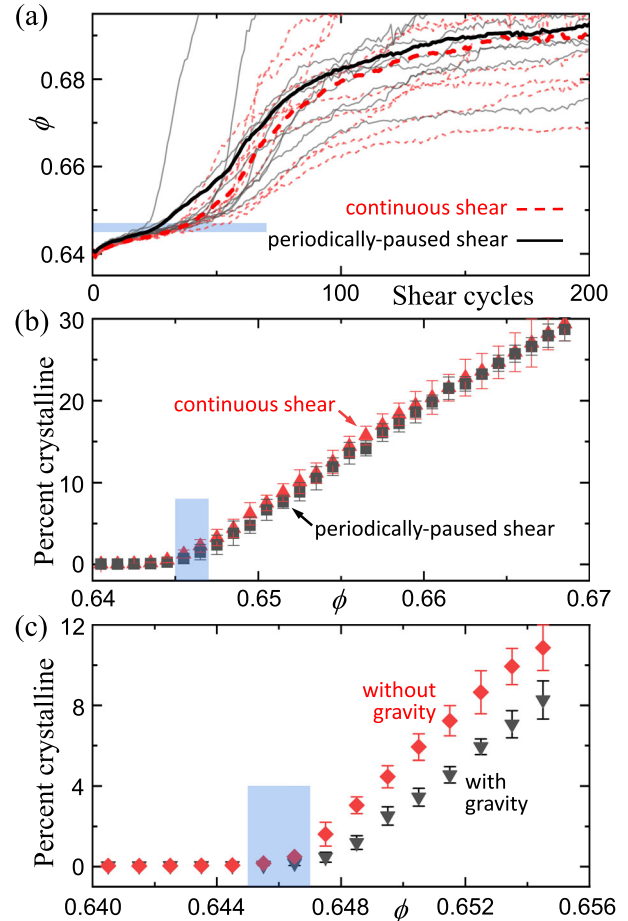 (a)
0.68
ϕ
0.66
0.64
continuous shear
periodically-paused shear
0
100
Shear cycles
200
(b)
30
20
10
0
Percent crystalline
continuous shear
periodically-paused shear
0.64
0.65
ϕ
0.66
0.67
(c)
12
8
4
0
Percent crystalline
without
gravity
with
gravity
0.640
0.644
0.648
ϕ
0.652
0.656